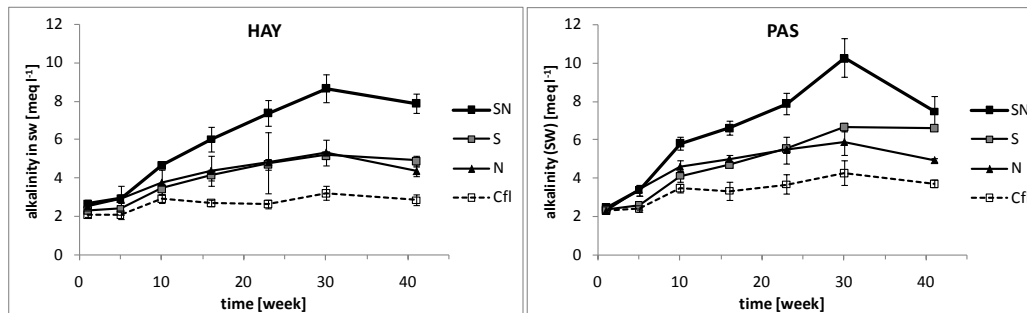 HAY
alkalinity in sw [meq l-1]
12
10
8
6
4
2
0
0 10 20 30 40
time [week]
SN
S
N
Cfl
PAS
alkalinity (SW) [meq l-1]
12
10
8
6
4
2
0
0 10 20 30 40
time [week]
SN
S
N
Cfl